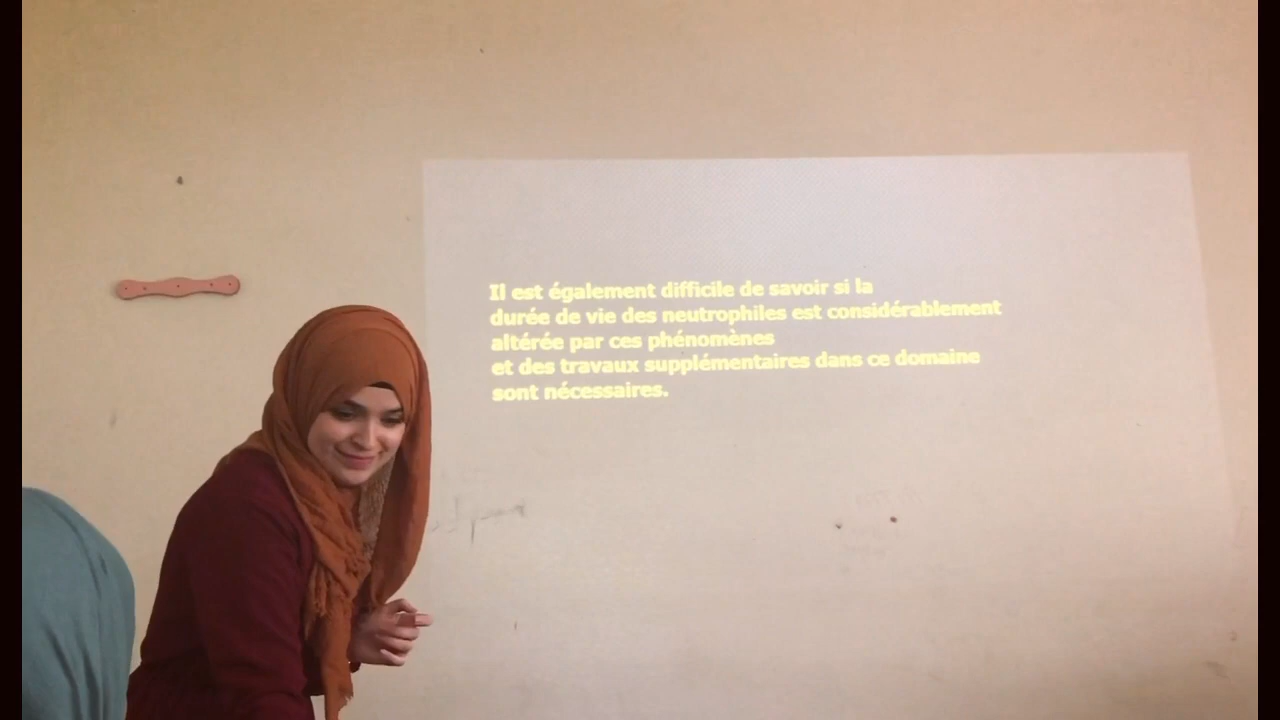 Il est également difficile de savoir si la
durée de vie des neutrophiles est considérablement
altérée par ces phénomènes
et des travaux supplémentaires dans ce domaine
sont nécessaires.